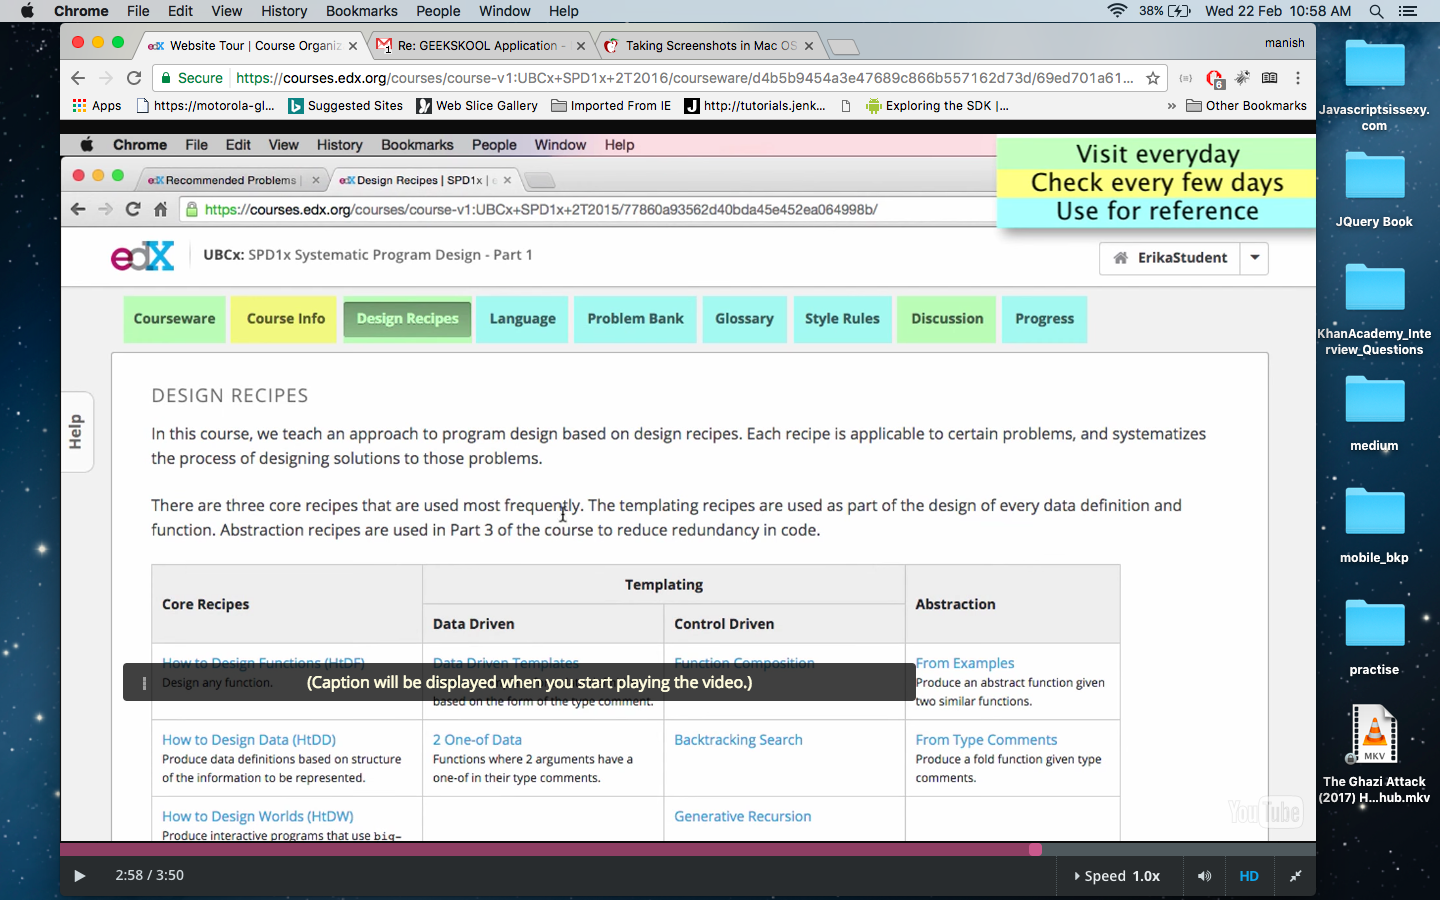 Chrome File Edit View History Bookmarks People Window Help 38% Wed 22 Feb 10:58 AM
Website Tour | Course Organiz Re: GEEKSKOOL Application - Taking Screenshots in Mac OS manish
Secure https://courses.edx.org/courses/course-v1:UBCx+SPD1x+2T2016/courseware/d4b5b9454a3e47689c866b557162d73d/69ed701a61...
6
Apps https://motorola-gl... Suggested Sites Web Slice Gallery Imported From IE http://tutorials.jenk... Exploring the SDK |... » Other Bookmarks
Chrome File Edit View History Bookmarks People Window Help
Visit everyday
Check every few days
Use for reference
edX Recommended Problems | edX Design Recipes | SPD1x |
https://courses.edx.org/courses/course-v1:UBCx+SPD1x+2T2015/77860a93562d40bda45e452ea064998b/
edX UBCx: SPD1x Systematic Program Design - Part 1 ErikaStudent
Courseware Course Info Design Recipes Language Problem Bank Glossary Style Rules Discussion Progress
Help
DESIGN RECIPES
In this course, we teach an approach to program design based on design recipes. Each recipe is applicable to certain problems, and systematizes
the process of designing solutions to those problems.
There are three core recipes that are used most frequently. The templating recipes are used as part of the design of every data definition and
function. Abstraction recipes are used in Part 3 of the course to reduce redundancy in code.
Core Recipes
Templating
Abstraction
Data Driven Control Driven
How to Design Functions (HtDF) Data Driven Templates Function Composition From Examples
Design any function.
(Caption will be displayed when you start playing the video.)
Produce an abstract function given
based on the form of the type comment. two similar functions.
How to Design Data (HtDD) 2 One-of Data Backtracking Search From Type Comments
Produce data definitions based on structure Functions where 2 arguments have a Produce a fold function given type
of the information to be represented. one-of in their type comments. comments.
How to Design Worlds (HtDW) Generative Recursion
Produce interactive programs that use big-
YouTube
2:58 / 3:50 Speed 1.0x HD
Javascriptsissexy.
com
JQuery Book
KhanAcademy_Inte
rview_Questions
medium
mobile_bkp
practise
MKV
The Ghazi Attack
(2017) H...hub.mkv